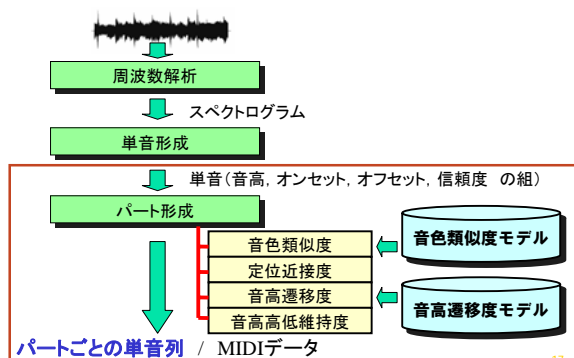 周波数解析
スペクトログラム
単音形成
単音(音高, オンセット, オフセット, 信頼度 の組)
パート形成
音色類似度
音色類似度モデル
定位近接度
音高遷移度
音高遷移度モデル
音高高低維持度
パートごとの単音列 / MIDIデータ